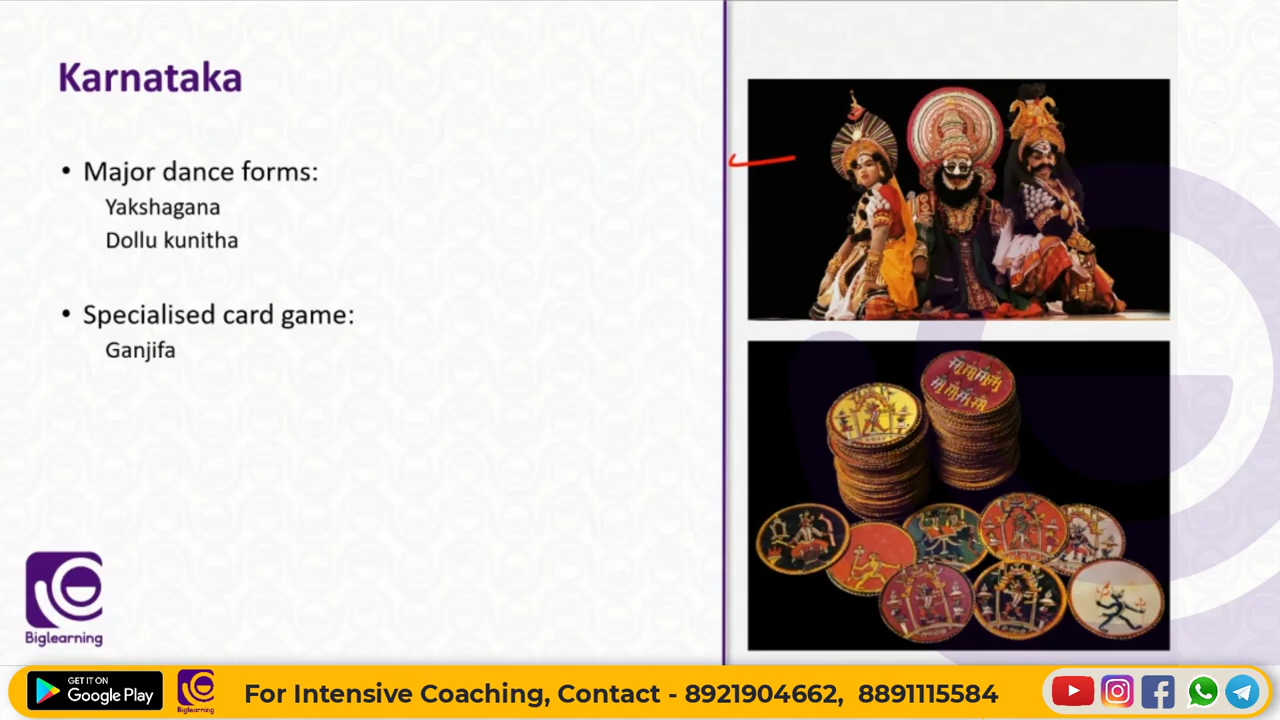 Karnataka
• Major dance forms:
Yakshagana
Dollu kunitha
• Specialised card game:
Ganjifa
Biglearning
GET IT ON
Google Play
Biglearning
For Intensive Coaching, Contact - 8921904662, 8891115584